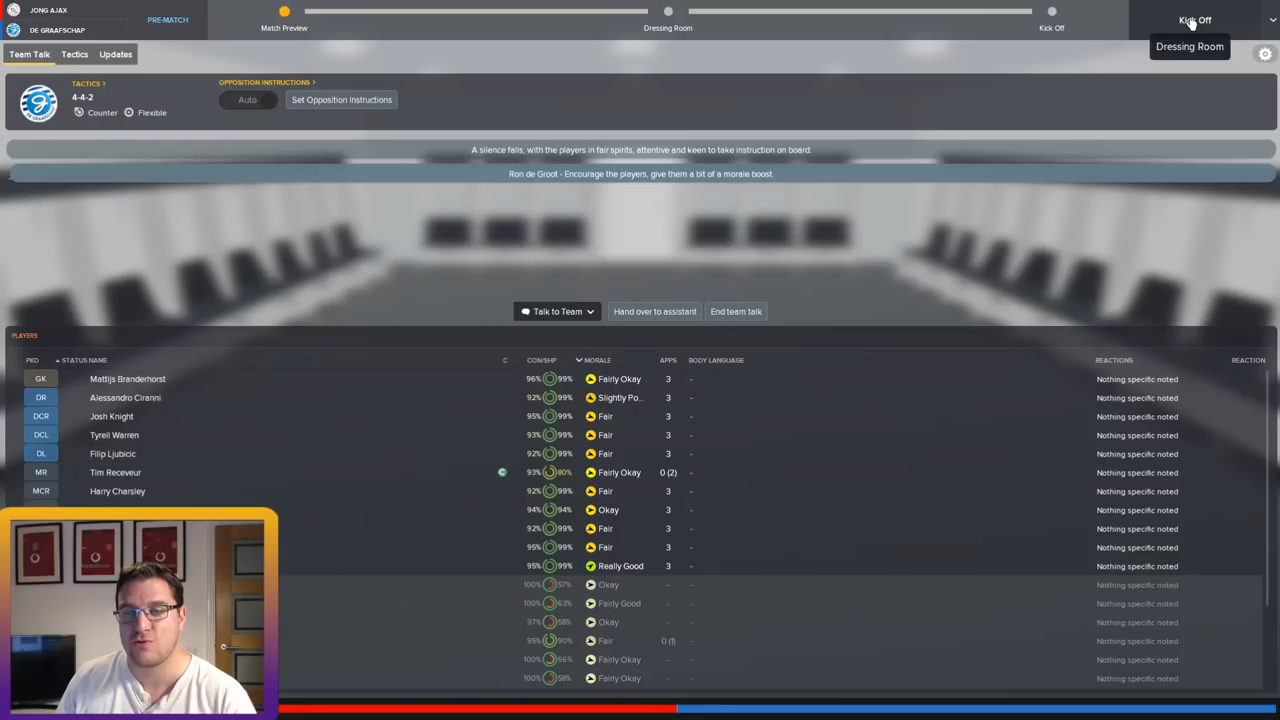 JONG AJAX
DE GRAAFSCHAP
PRE-MATCH
Match Preview
Dressing Room
Kick Off
Kick Off
Dressing Room
Team Talk Tactics Updates
TACTICS >
4-4-2
Counter Flexible
OPPOSITION INSTRUCTIONS >
Auto
Set Opposition Instructions
A silence falls, with the players in fair spirits, attentive and keen to take instruction on board.
Ron de Groot - Encourage the players, give them a bit of a morale boost.
Talk to Team
Hand over to assistant
End team talk
PLAYERS
PKD STATUS NAME C CON/SHP MORALE APPS BODY LANGUAGE REACTIONS REACTION
GK Mattijs Branderhorst 96% 99% Fairly Okay 3 - Nothing specific noted
DR Alessandro Ciranni 92% 99% Slightly Po... 3 - Nothing specific noted
DCR Josh Knight 95% 99% Fair 3 - Nothing specific noted
DCL Tyrell Warren 93% 99% Fair 3 - Nothing specific noted
DL Filip Ljubicic 92% 99% Fair 3 - Nothing specific noted
MR Tim Receveur C 93% 80% Fairly Okay 0 (2) - Nothing specific noted
MCR Harry Charsley 92% 99% Fair 3 - Nothing specific noted
94% 94% Okay 3 - Nothing specific noted
92% 99% Fair 3 - Nothing specific noted
95% 99% Fair 3 - Nothing specific noted
95% 99% Really Good 3 - Nothing specific noted
100% 57% Okay - - Nothing specific noted
100% 63% Fairly Good - - Nothing specific noted
97% 58% Okay - - Nothing specific noted
95% 90% Fair 0 (1) - Nothing specific noted
100% 66% Fairly Okay - - Nothing specific noted
100% 58% Fairly Okay - - Nothing specific noted